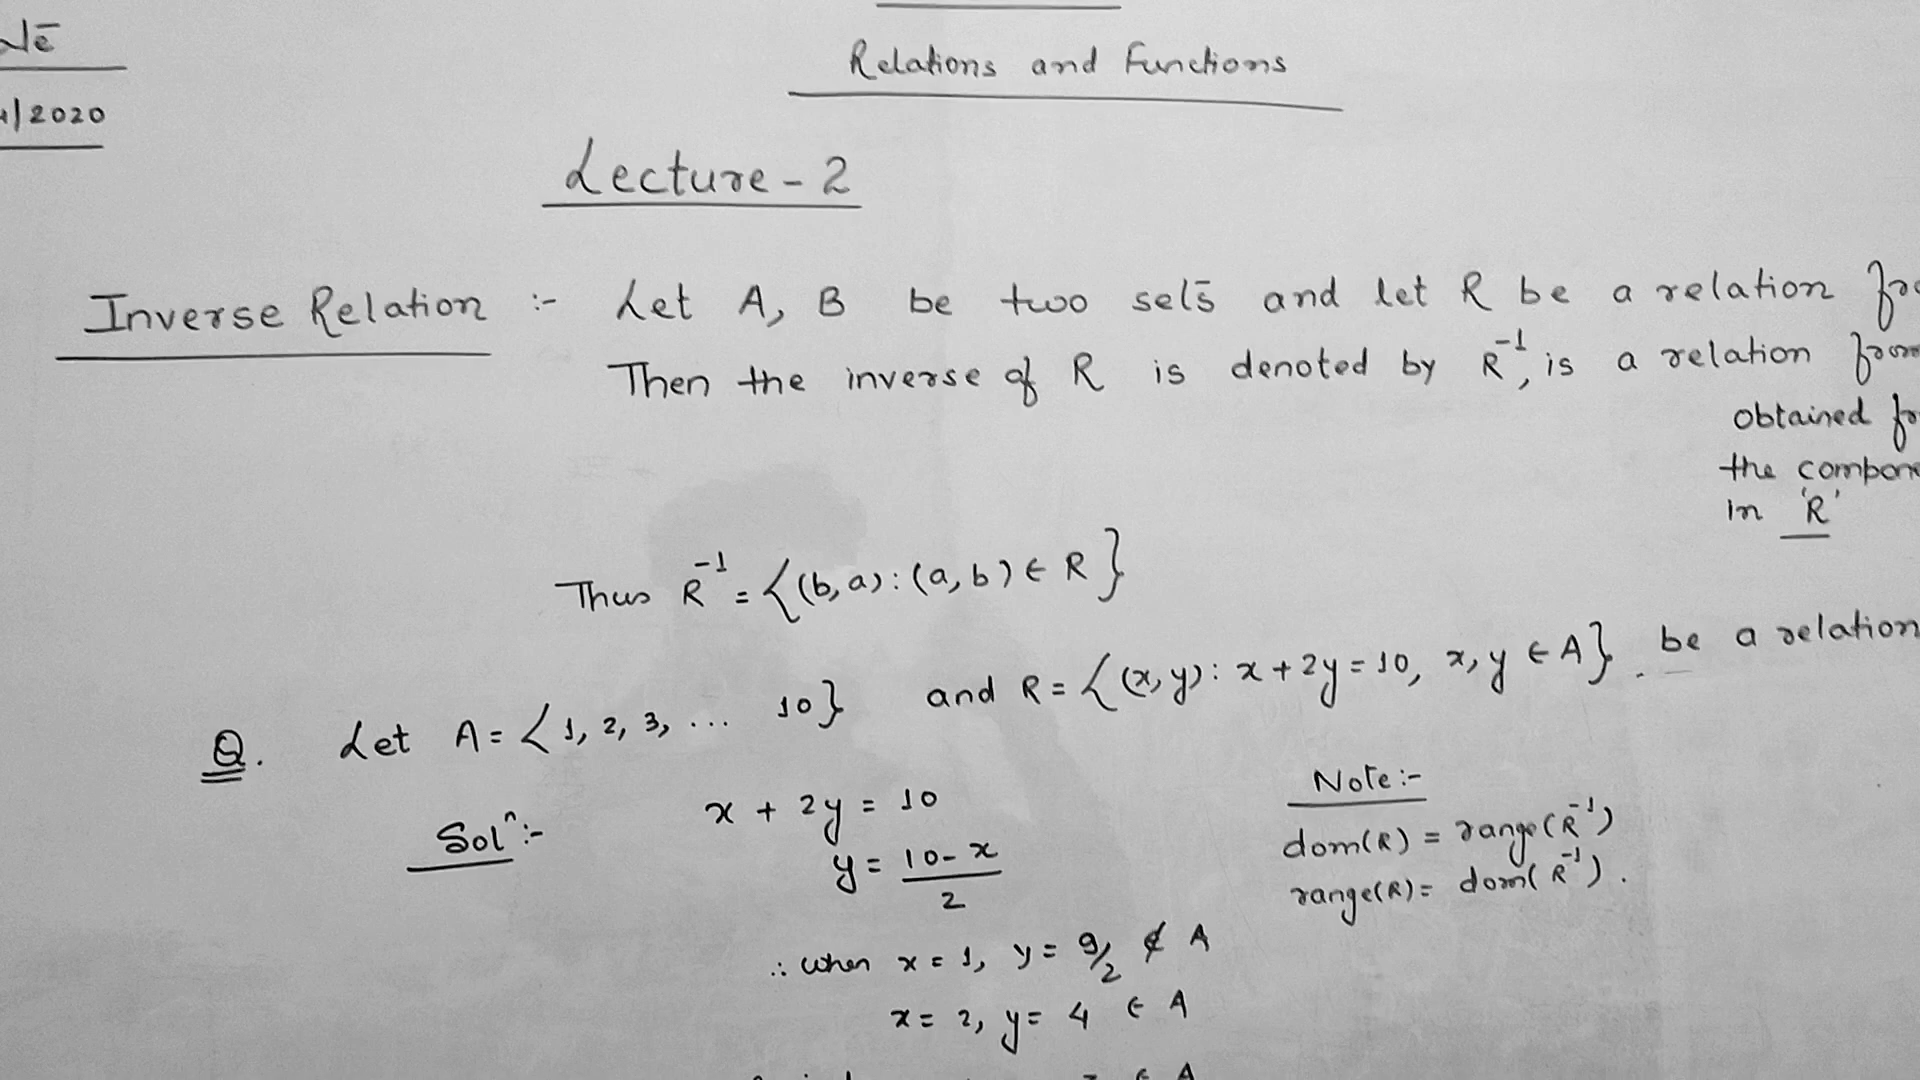 Relations and Functions
/2020
Lecture - 2
Inverse Relation :- Let A, B be two sets and let R be a relation
Then the inverse of R is denoted by R⁻¹, is a relation from
obtained
the
in 'R'
Thus R⁻¹ = {(b, a) : (a, b) ∈ R}
Q. Let A = {1, 2, 3, ... 10} and R = {(x, y) : x + 2y = 10, x, y ∈ A} be a relation
Solⁿ :- x + 2y = 10
y = (10 - x)/2
Note :-
dom(R) = range(R⁻¹)
range(R) = dom(R⁻¹).
∴ when x = 1, y = 9/2 ∉ A
x = 2, y = 4 ∈ A